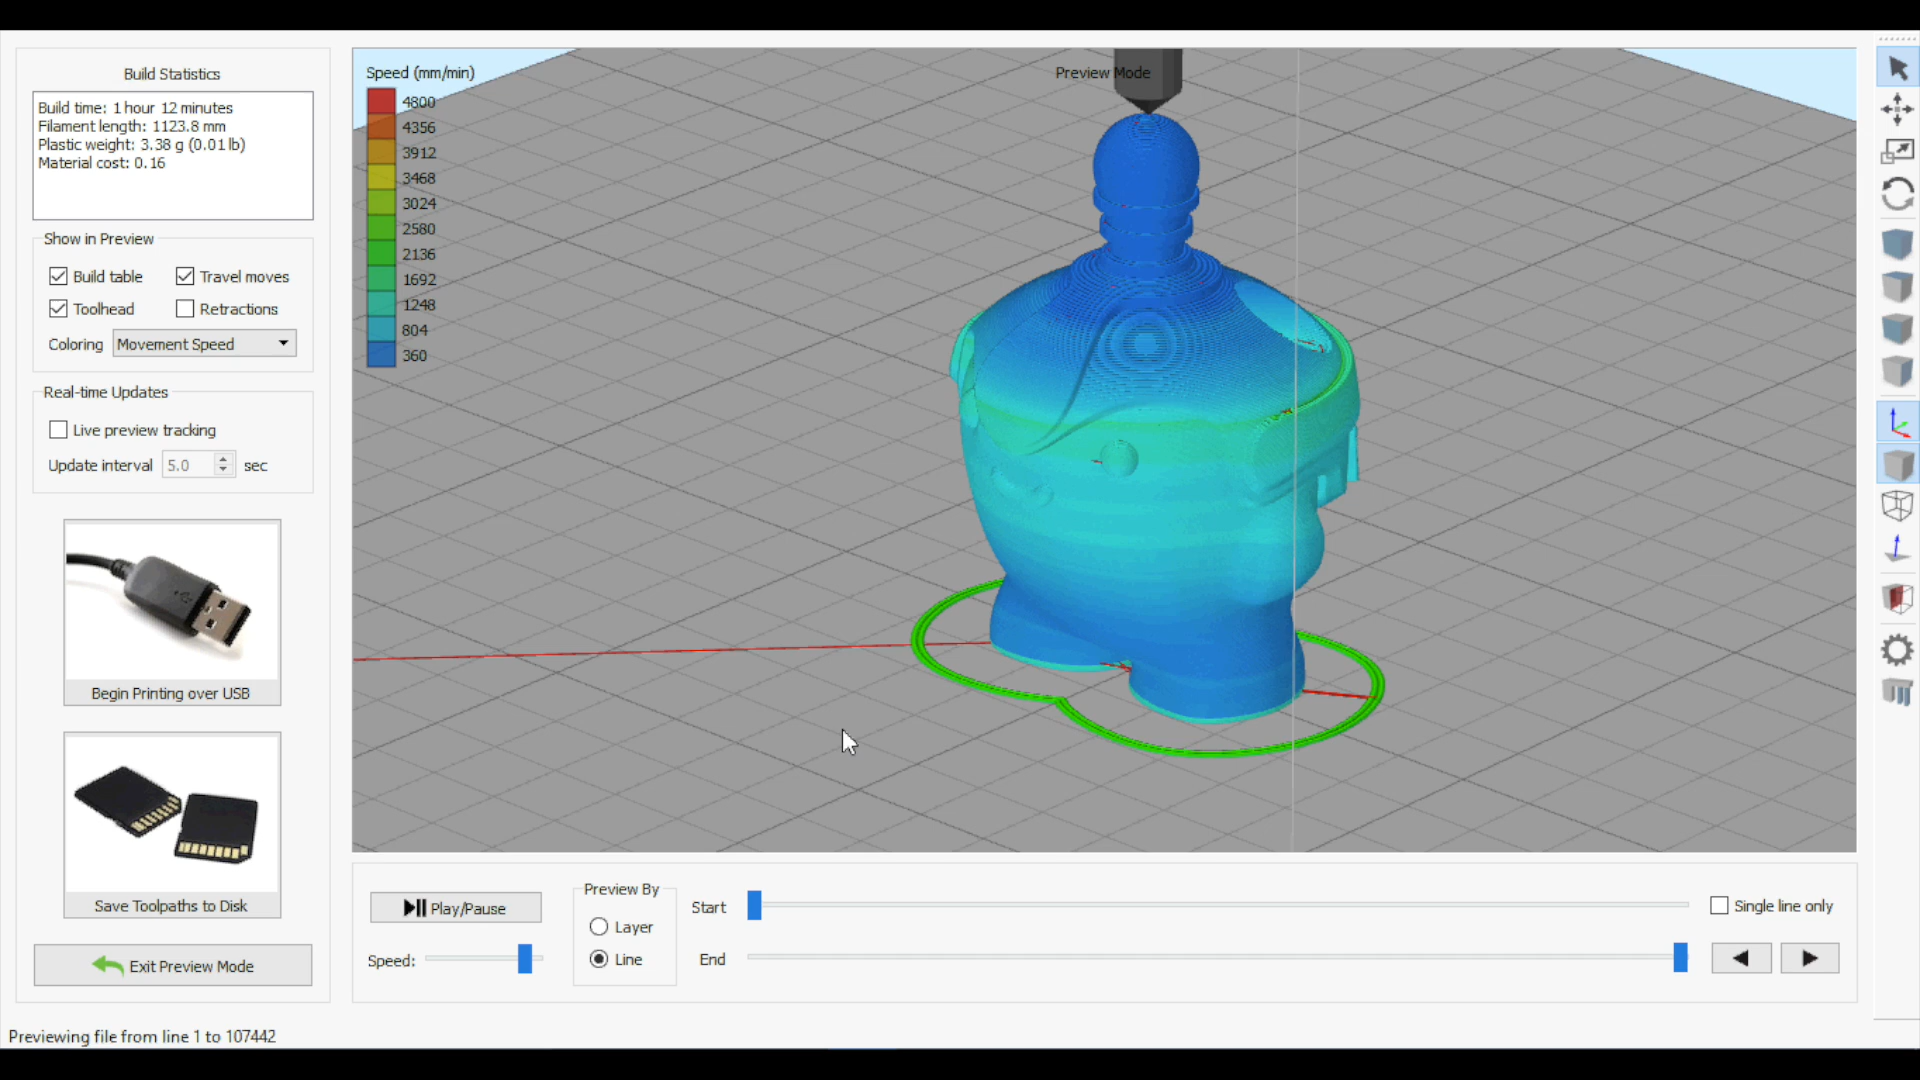 Build Statistics
Build time: 1 hour 12 minutes
Filament length: 1123.8 mm
Plastic weight: 3.38 g (0.01 lb)
Material cost: 0.16
Show in Preview
Build table
Travel moves
Toolhead
Retractions
Coloring
Movement Speed
Real-time Updates
Live preview tracking
Update interval
5.0
sec
Begin Printing over USB
Save Toolpaths to Disk
Exit Preview Mode
Speed (mm/min)
4800
4356
3912
3468
3024
2580
2136
1692
1248
804
360
Preview Mode
Play/Pause
Speed:
Preview By
Layer
Line
Start
End
Single line only
Previewing file from line 1 to 107442